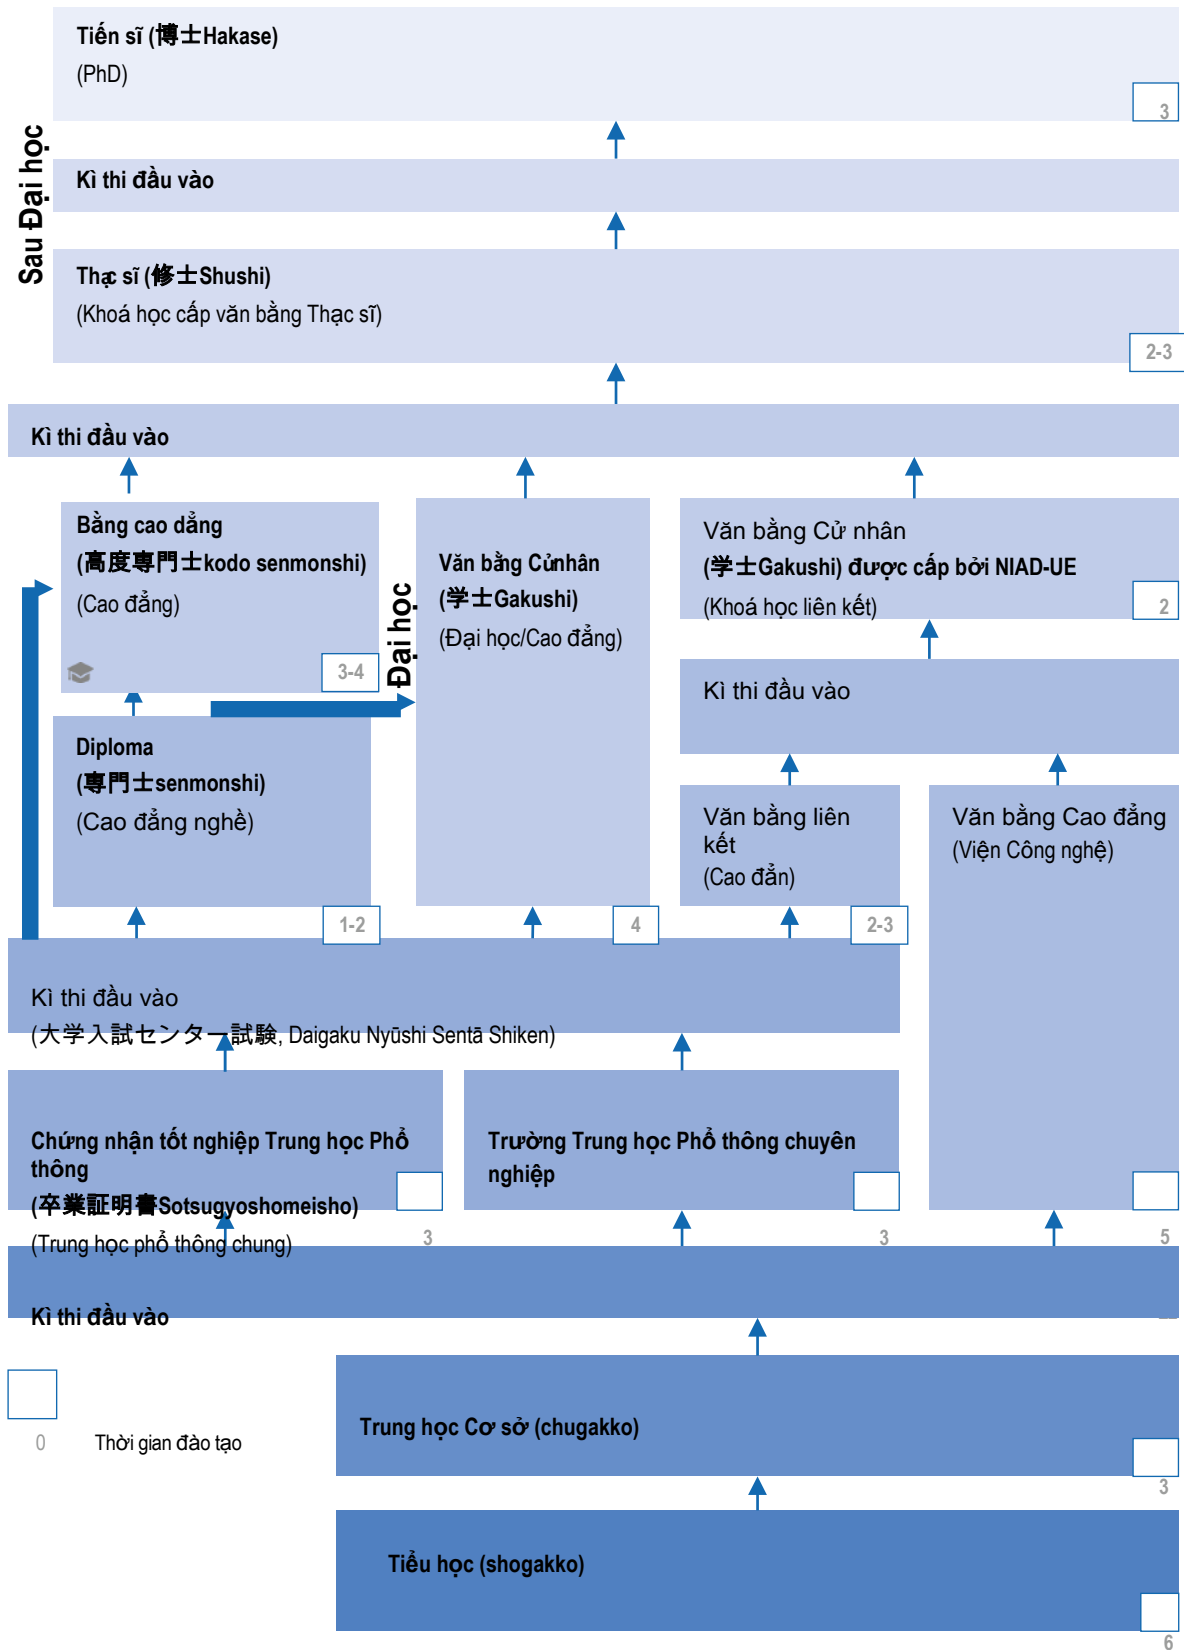 Tiến sĩ (博士Hakase)
(PhD)
3
Sau Đại học
Kì thi đầu vào
Thạc sĩ (修士Shushi)
(Khoá học cấp văn bằng Thạc sĩ)
2-3
Kì thi đầu vào
Bằng cao dẳng
(高度専門士kodo senmonshi)
(Cao đẳng)
3-4
Đại học
Văn bằng Cửnhân
(学士Gakushi)
(Đại học/Cao đẳng)
Văn bằng Cử nhân
(学士Gakushi) được cấp bởi NIAD-UE
(Khoá học liên kết)
2
Kì thi đầu vào
Diploma
(専門士senmonshi)
(Cao đẳng nghề)
1-2
4
Văn bằng liên
kết
(Cao đẳn)
2-3
Văn bằng Cao đẳng
(Viện Công nghệ)
Kì thi đầu vào
(大学入試センター試験, Daigaku Nyūshi Sentā Shiken)
Chứng nhận tốt nghiệp Trung học Phổ
thông
(卒業証明書Sotsugyoshomeisho)
(Trung học phổ thông chung)
3
Trường Trung học Phổ thông chuyên
nghiệp
3
5
Kì thi đầu vào
0 Thời gian đào tạo
Trung học Cơ sở (chugakko)
3
Tiểu học (shogakko)
6